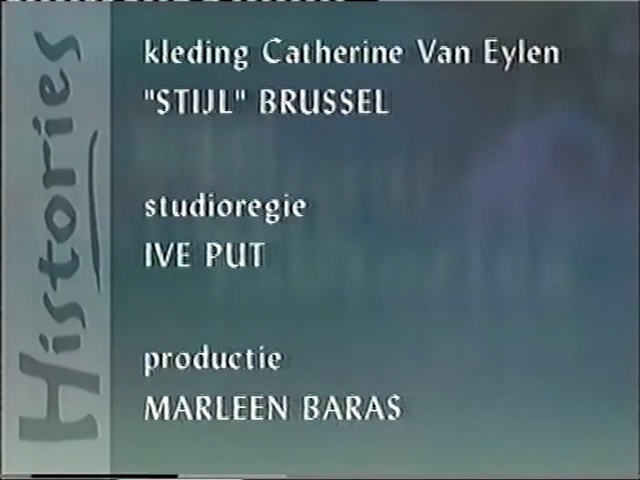 Histories
kleding Catherine Van Eylen
"STIJL" BRUSSEL
studioregie
IVE PUT
productie
MARLEEN BARAS